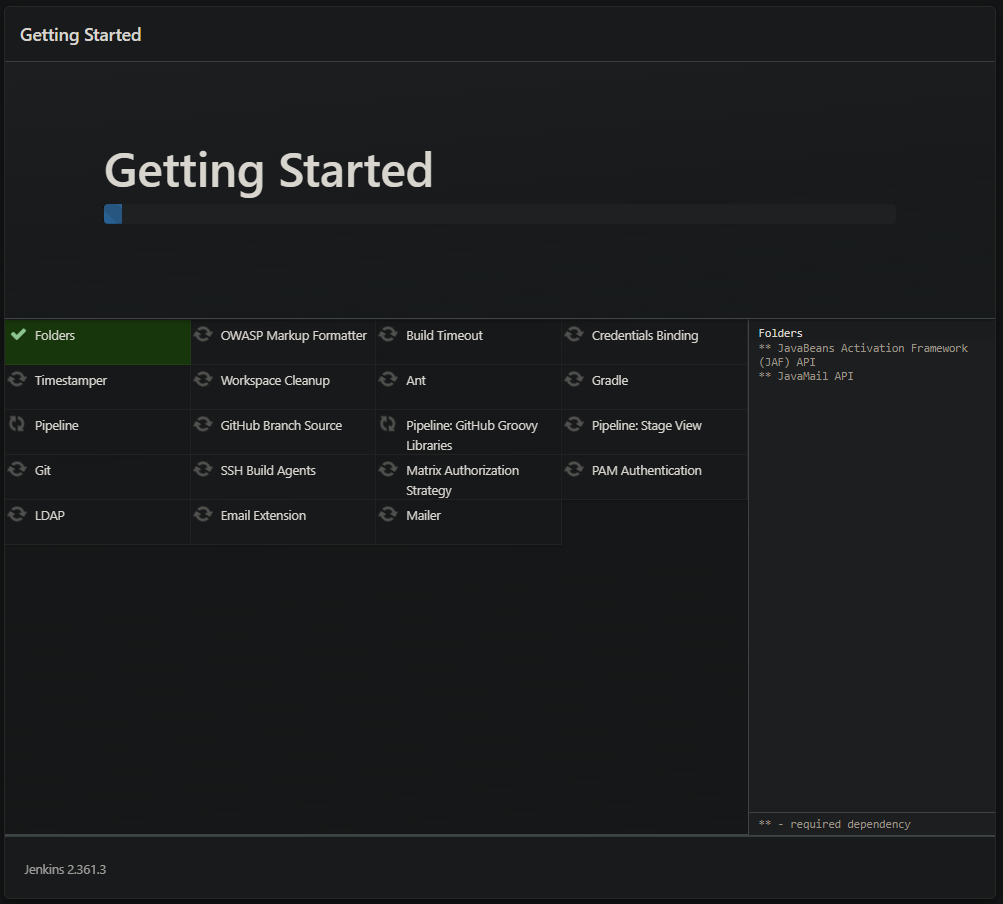 Getting Started
Getting Started
Folders
OWASP Markup Formatter
Build Timeout
Credentials Binding
Timestamper
Workspace Cleanup
Ant
Gradle
Pipeline
GitHub Branch Source
Pipeline: GitHub Groovy
Libraries
Pipeline: Stage View
Git
SSH Build Agents
Matrix Authorization
Strategy
PAM Authentication
LDAP
Email Extension
Mailer
Folders
** JavaBeans Activation Framework
(JAF) API
** JavaMail API
** - required dependency
Jenkins 2.361.3